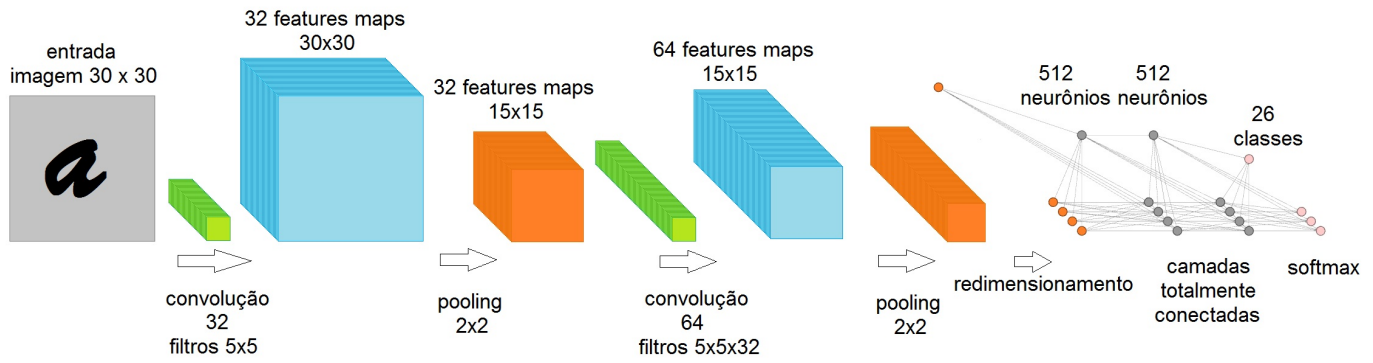 entrada
imagem 30 x 30
32 features maps
30x30
32 features maps
15x15
64 features maps
15x15
512
neurônios
512
neurônios
26
classes
a
convolução
32
filtros 5x5
pooling
2x2
convolução
64
filtros 5x5x32
pooling
2x2
redimensionamento
camadas
totalmente
conectadas
softmax